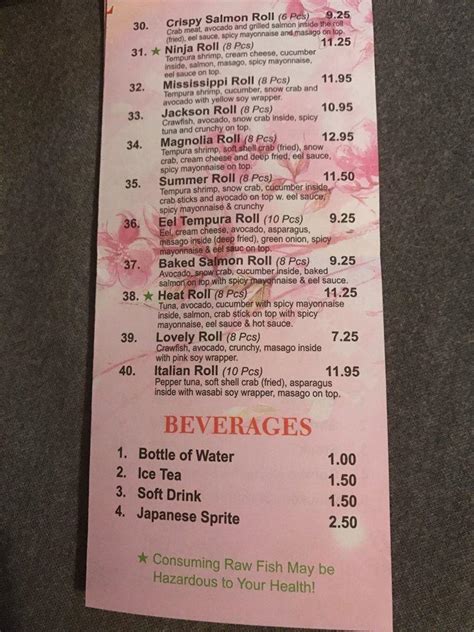 30. Crispy Salmon Roll (6 Pcs) 9.25
Crab meat, avocado and grilled salmon inside the roll
(fried), eel sauce, spicy mayonnaise and masago on top.
31. ★ Ninja Roll (8 Pcs) 11.25
Tempura shrimp, cream cheese, cucumber
inside, salmon, masago, spicy mayonnaise,
eel sauce on top.
32. Mississippi Roll (8 Pcs) 11.95
Tempura shrimp, cucumber, snow crab and
avocado with yellow soy wrapper.
33. Jackson Roll (8 Pcs) 10.95
Crawfish, avocado, snow crab inside, spicy
tuna and crunchy on top.
34. Magnolia Roll (8 Pcs) 12.95
Tempura shrimp, soft shell crab (fried), snow
crab, cream cheese and deep fried, eel sauce,
spicy mayonnaise on top.
35. Summer Roll (8 Pcs) 11.50
Tempura shrimp, snow crab, cucumber inside,
crab sticks and avocado on top w. eel sauce,
spicy mayonnaise & crunchy
36. Eel Tempura Roll (10 Pcs) 9.25
Eel, cream cheese, avocado, asparagus,
masago inside (deep fried), green onion, spicy
mayonnaise & eel sauce on top
37. Baked Salmon Roll (8 Pcs) 9.25
Avocado, snow crab, cucumber inside, baked
salmon on top with spicy mayonnaise & eel sauce
38. ★ Heat Roll (8 Pcs) 11.25
Tuna, avocado, cucumber with spicy mayonnaise
inside, salmon, crab stick on top with spicy
mayonnaise, eel sauce & hot sauce.
39. Lovely Roll (8 Pcs) 7.25
Crawfish, avocado, crunchy, masago inside
with pink soy wrapper.
40. Italian Roll (10 Pcs) 11.95
Pepper tuna, soft shell crab (fried), asparagus
inside with wasabi soy wrapper, masago on top.
BEVERAGES
1. Bottle of Water 1.00
2. Ice Tea 1.50
3. Soft Drink 1.50
4. Japanese Sprite 2.50
★ Consuming Raw Fish May be
Hazardous to Your Health!